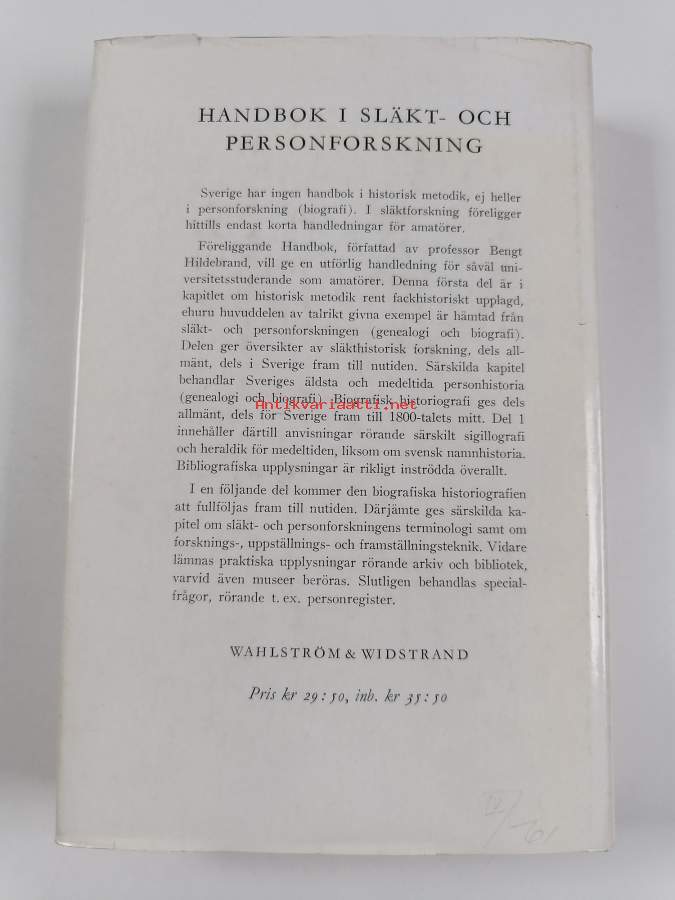 HANDBOK I SLÄKT- OCH
PERSONFORSKNING
Sverige har ingen handbok i historisk metodik, ej heller
i personforskning (biografi). I släktforskning föreligger
hittills endast korta handledningar för amatörer.
Föreliggande Handbok, författad av professor Bengt
Hildebrand, vill ge en utförlig handledning för såväl uni-
versitetsstuderande som amatörer. Denna första del är i
kapitlet om historisk metodik rent fackhistoriskt upplagd,
ehuru huvuddelen av talrikt givna exempel är hämtad från
släkt- och personforskningen (genealogi och biografi).
Delen ger översikter av släkthistorisk forskning, dels all-
mänt, dels i Sverige fram till nutiden. Särskilda kapitel
behandlar Sveriges äldsta och medeltida personhistoria
(genealogi och biografi). Biografisk historiografi ges dels
Antikvariaatti.net
allmänt, dels för Sverige fram till 1800-talets mitt. Del 1
innehåller därtill anvisningar rörande särskilt sigillografi
och heraldik för medeltiden, liksom om svensk namnhistoria.
Bibliografiska upplysningar är rikligt inströdda överallt.
I en följande del kommer den biografiska historiografien
att fullföljas fram till nutiden. Därjämte ges särskilda ka-
pitel om släkt- och personforskningens terminologi samt om
forsknings-, uppställnings- och framställningsteknik. Vidare
lämnas praktiska upplysningar rörande arkiv och bibliotek,
varvid även museer beröras. Slutligen behandlas special-
frågor, rörande t. ex. personregister.
WAHLSTRÖM & WIDSTRAND
Pris kr 29:50, inb. kr 35:50
IV/-61